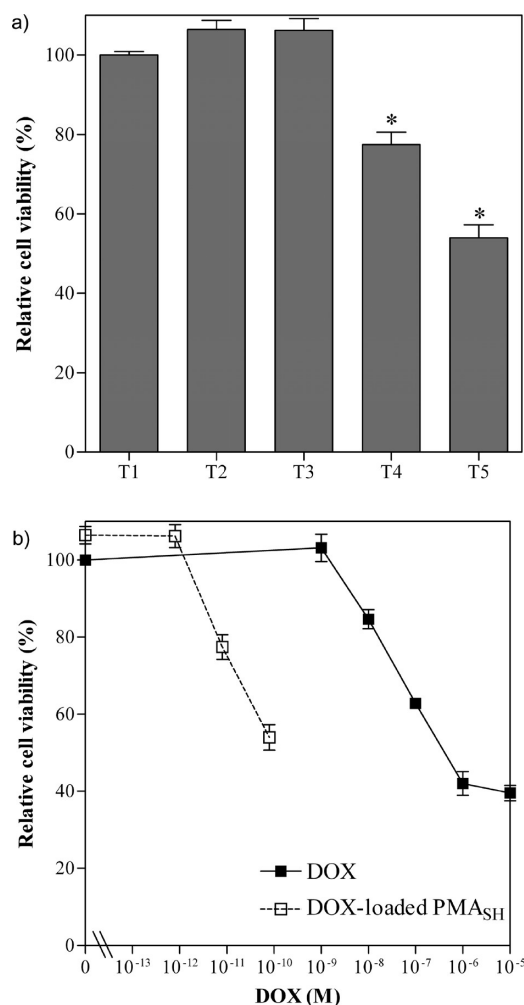 a)
Relative cell viability (%)
100
80
60
40
20
0
*
*
T1 T2 T3 T4 T5
b)
Relative cell viability (%)
100
80
60
40
20
0
DOX
DOX-loaded PMA_SH
0 10⁻¹³ 10⁻¹² 10⁻¹¹ 10⁻¹⁰ 10⁻⁹ 10⁻⁸ 10⁻⁷ 10⁻⁶ 10⁻⁵
DOX (M)